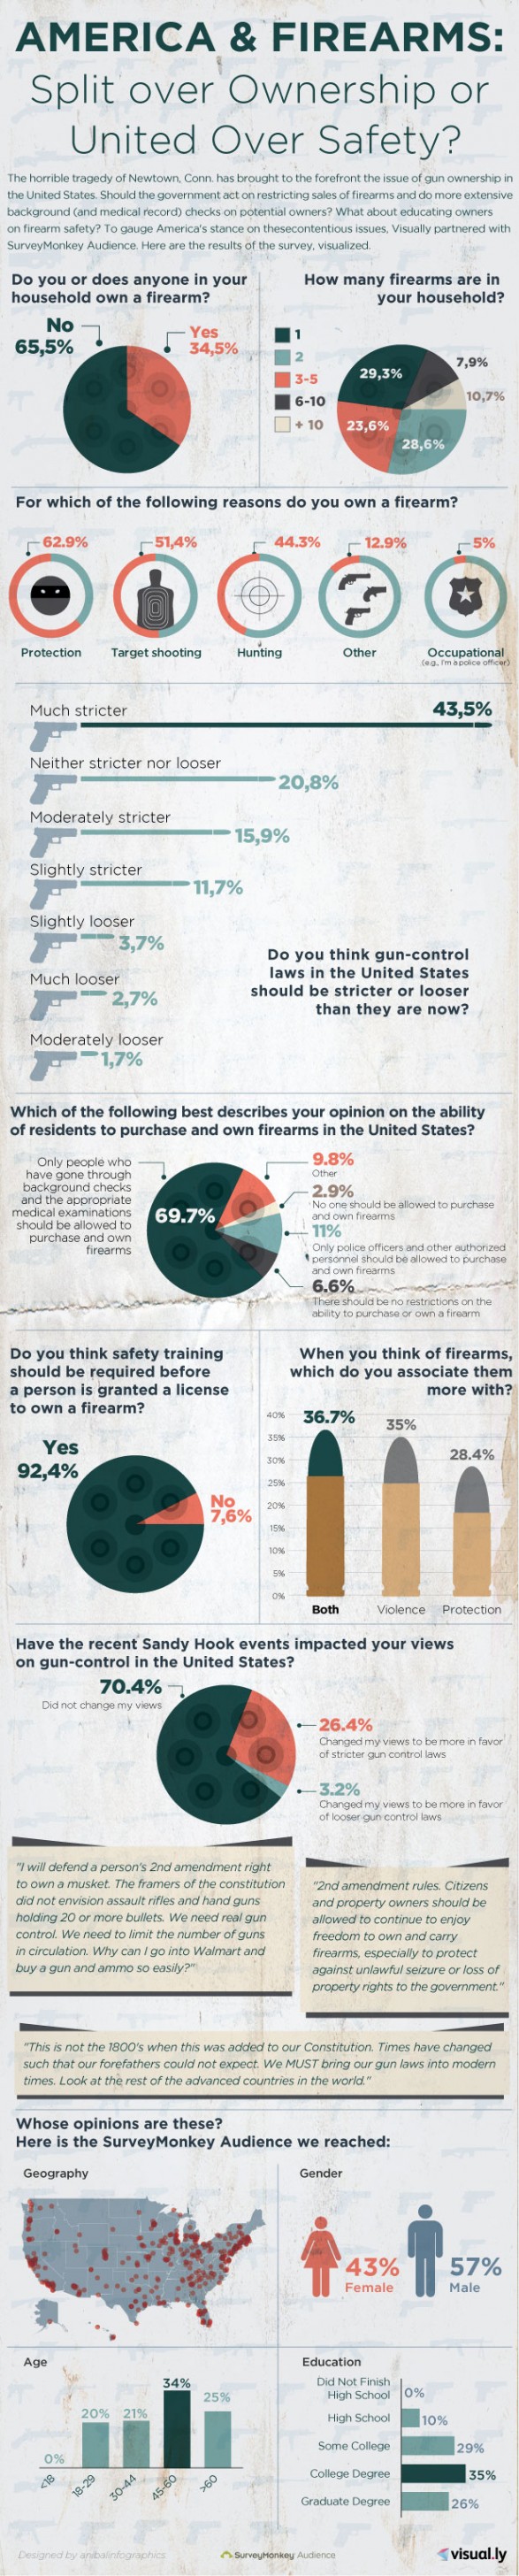 AMERICA & FIREARMS:
Split over Ownership or
United Over Safety?
The horrible tragedy of Newtown, Conn. has brought to the forefront the issue of gun ownership in
the United States. Should the government act on restricting sales of firearms and do more extensive
background (and medical record) checks on potential owners? What about educating owners
on firearm safety? To gauge America's stance on thesecontentious issues, Visually partnered with
SurveyMonkey Audience. Here are the results of the survey, visualized.
Do you or does anyone in your
household own a firearm?
No
65,5%
Yes
34,5%
How many firearms are in
your household?
1
2
3-5
6-10
+ 10
29,3%
7,9%
10,7%
23,6%
28,6%
For which of the following reasons do you own a firearm?
62.9%
51,4%
44.3%
12.9%
5%
Protection
Target shooting
Hunting
Other
Occupational
(e.g., I'm a police officer)
Much stricter
43,5%
Neither stricter nor looser
20,8%
Moderately stricter
15,9%
Slightly stricter
11,7%
Slightly looser
3,7%
Much looser
2,7%
Moderately looser
1,7%
Do you think gun-control
laws in the United States
should be stricter or looser
than they are now?
Which of the following best describes your opinion on the ability
of residents to purchase and own firearms in the United States?
Only people who
have gone through
background checks
and the appropriate
medical examinations
should be allowed to
purchase and own
firearms
69.7%
9.8%
Other
2.9%
No one should be allowed to purchase
and own firearms
11%
Only police officers and other authorized
personnel should be allowed to purchase
and own firearms
6.6%
There should be no restrictions on the
ability to purchase or own a firearm
Do you think safety training
should be required before
a person is granted a license
to own a firearm?
Yes
92,4%
No
7,6%
When you think of firearms,
which do you associate them
more with?
40%
35%
30%
25%
20%
15%
10%
5%
0%
36.7%
35%
28.4%
Both
Violence
Protection
Have the recent Sandy Hook events impacted your views
on gun-control in the United States?
70.4%
Did not change my views
26.4%
Changed my views to be more in favor
of stricter gun control laws
3.2%
Changed my views to be more in favor
of looser gun control laws
"I will defend a person's 2nd amendment right
to own a musket. The framers of the constitution
did not envision assault rifles and hand guns
holding 20 or more bullets. We need real gun
control. We need to limit the number of guns
in circulation. Why can I go into Walmart and
buy a gun and ammo so easily?"
"2nd amendment rules. Citizens
and property owners should be
allowed to continue to enjoy
freedom to own and carry
firearms, especially to protect
against unlawful seizure or loss of
property rights to the government."
"This is not the 1800's when this was added to our Constitution. Times have changed
such that our forefathers could not expect. We MUST bring our gun laws into modern
times. Look at the rest of the advanced countries in the world."
Whose opinions are these?
Here is the SurveyMonkey Audience we reached:
Geography
Gender
43%
Female
57%
Male
Age
0%
20%
21%
34%
25%
<18
18-29
30-44
45-60
>60
Education
Did Not Finish
High School
0%
High School
10%
Some College
29%
College Degree
35%
Graduate Degree
26%
Designed by anibalinfographics
SurveyMonkey Audience
visual.ly